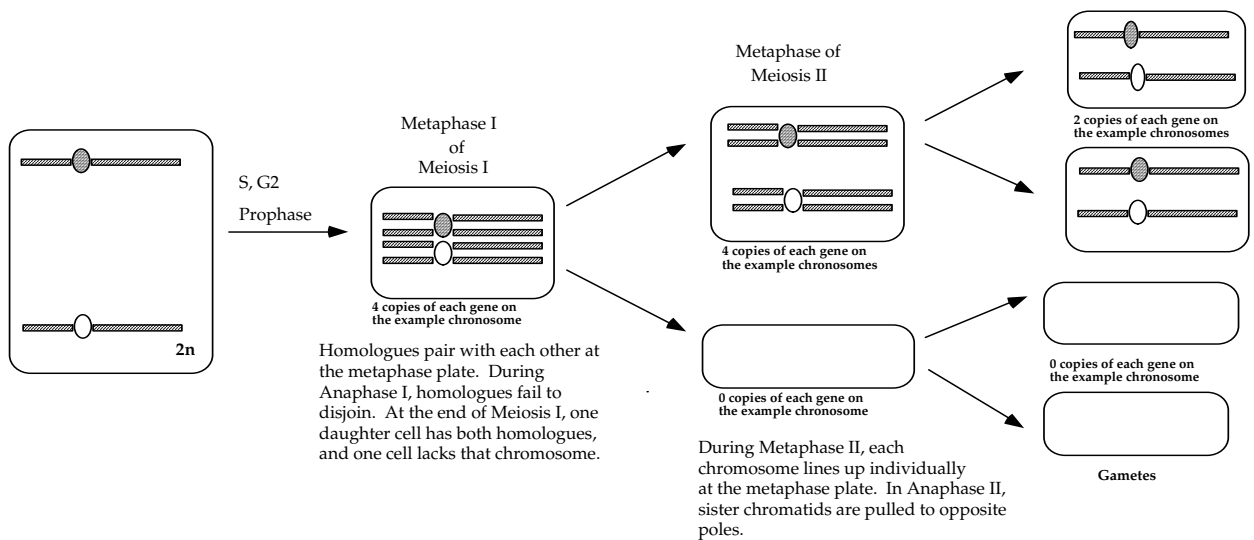 2n
S, G2
Prophase
Metaphase I
of
Meiosis I
4 copies of each gene on
the example chronosome
Homologues pair with each other at
the metaphase plate.  During
Anaphase I, homologues fail to
disjoin.  At the end of Meiosis I, one
daughter cell has both homologues,
and one cell lacks that chromosome.
Metaphase of
Meiosis II
4 copies of each gene on
the example chronosomes
0 copies of each gene on
the example chronosome
During Metaphase II, each
chromosome lines up individually
at the metaphase plate.  In Anaphase II,
sister chromatids are pulled to opposite
poles.
2 copies of each gene on
the example chronosomes
0 copies of each gene on
the example chronosome
Gametes